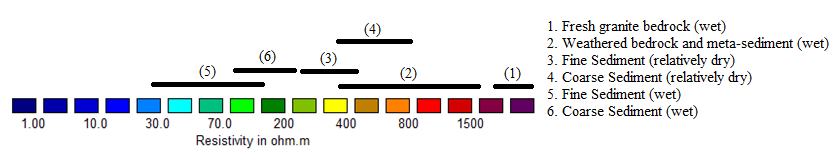 (4)
(6)
(3)
(5)
(2)
(1)
1.00 10.0 30.0 70.0 200 400 800 1500
Resistivity in ohm.m
1. Fresh granite bedrock (wet)
2. Weathered bedrock and meta-sediment (wet)
3. Fine Sediment (relatively dry)
4. Coarse Sediment (relatively dry)
5. Fine Sediment (wet)
6. Coarse Sediment (wet)